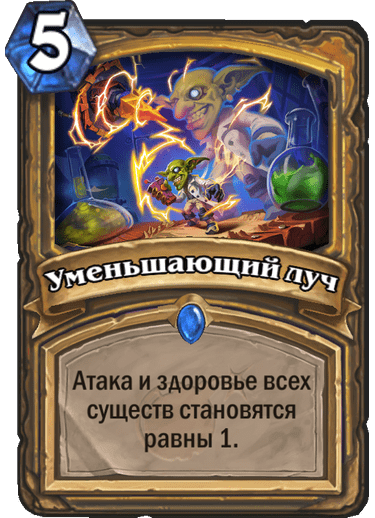 5
Уменьшающий луч
Атака и здоровье всех
существ становятся
равны 1.